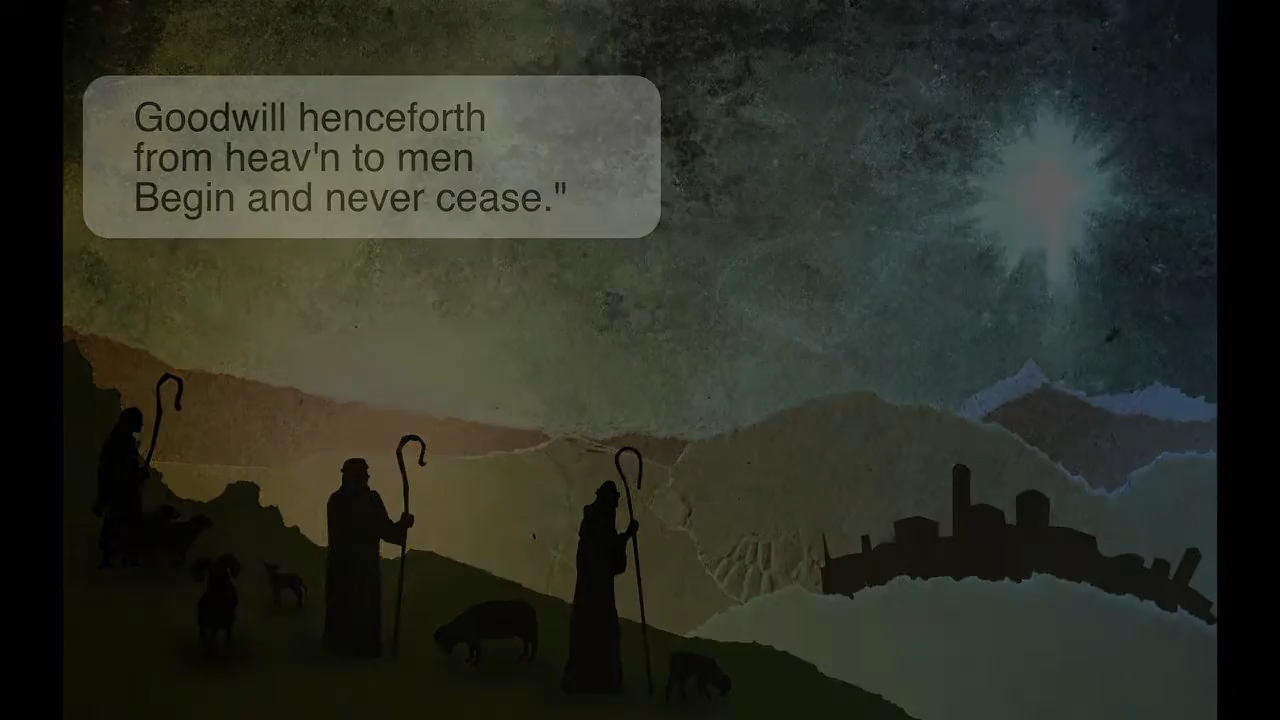 Goodwill henceforth
from heav'n to men
Begin and never cease."